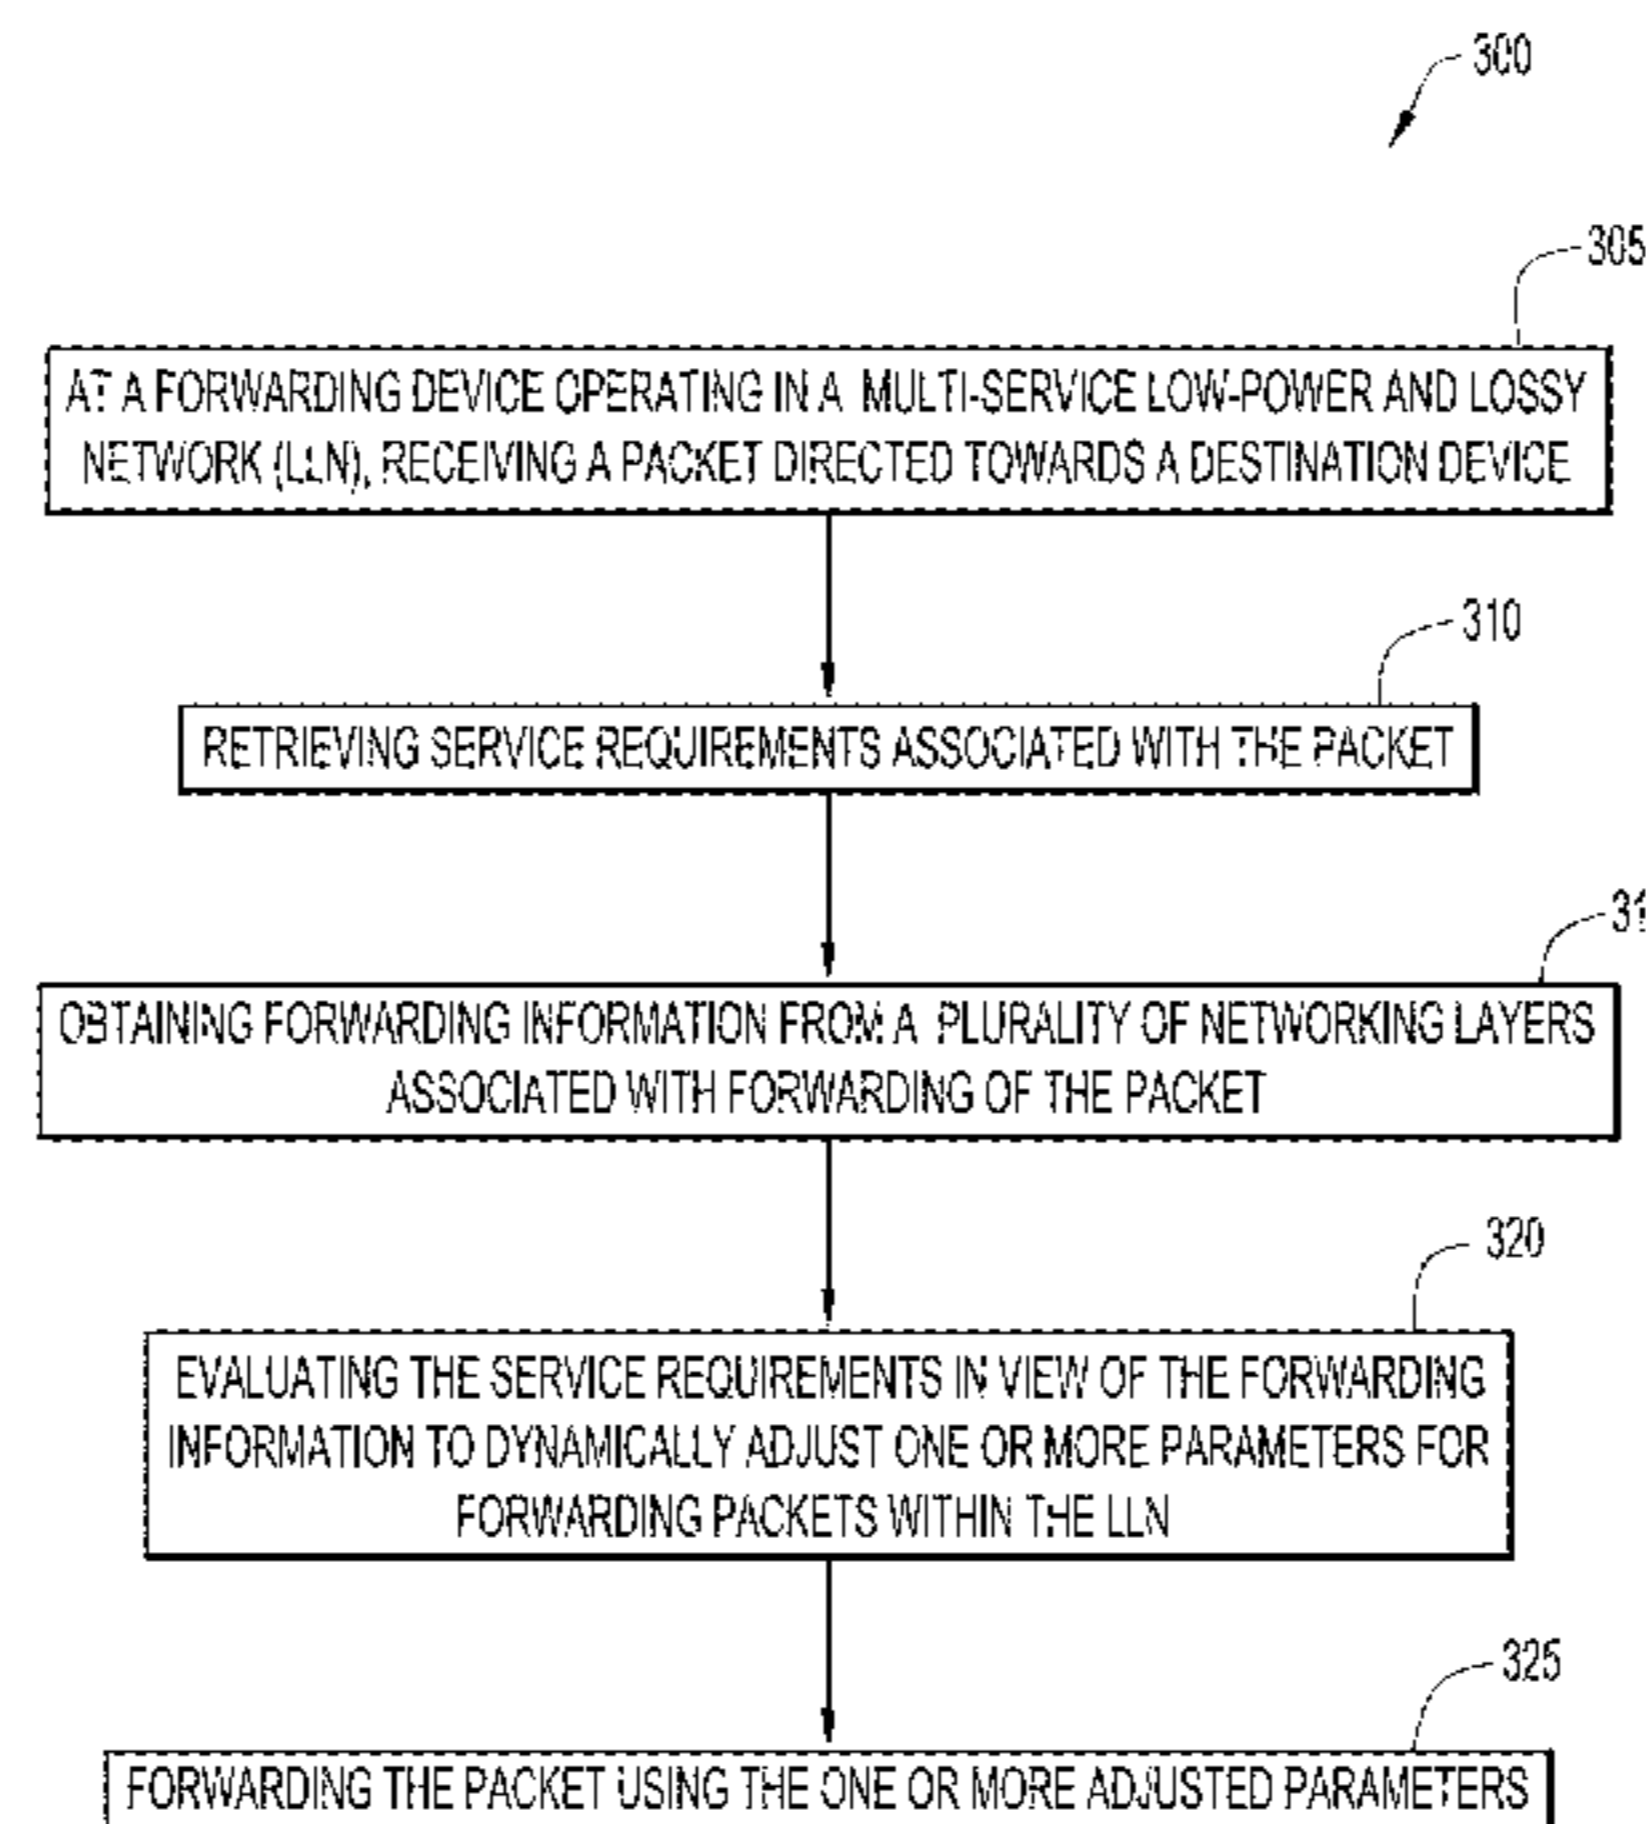 300
305
AT A FORWARDING DEVICE OPERATING IN A MULTI-SERVICE LOW-POWER AND LOSSY
NETWORK (LLN), RECEIVING A PACKET DIRECTED TOWARDS A DESTINATION DEVICE
310
RETRIEVING SERVICE REQUIREMENTS ASSOCIATED WITH THE PACKET
OBTAINING FORWARDING INFORMATION FROM A PLURALITY OF NETWORKING LAYERS
ASSOCIATED WITH FORWARDING OF THE PACKET
320
EVALUATING THE SERVICE REQUIREMENTS IN VIEW OF THE FORWARDING
INFORMATION TO DYNAMICALLY ADJUST ONE OR MORE PARAMETERS FOR
FORWARDING PACKETS WITHIN THE LLN
325
FORWARDING THE PACKET USING THE ONE OR MORE ADJUSTED PARAMETERS